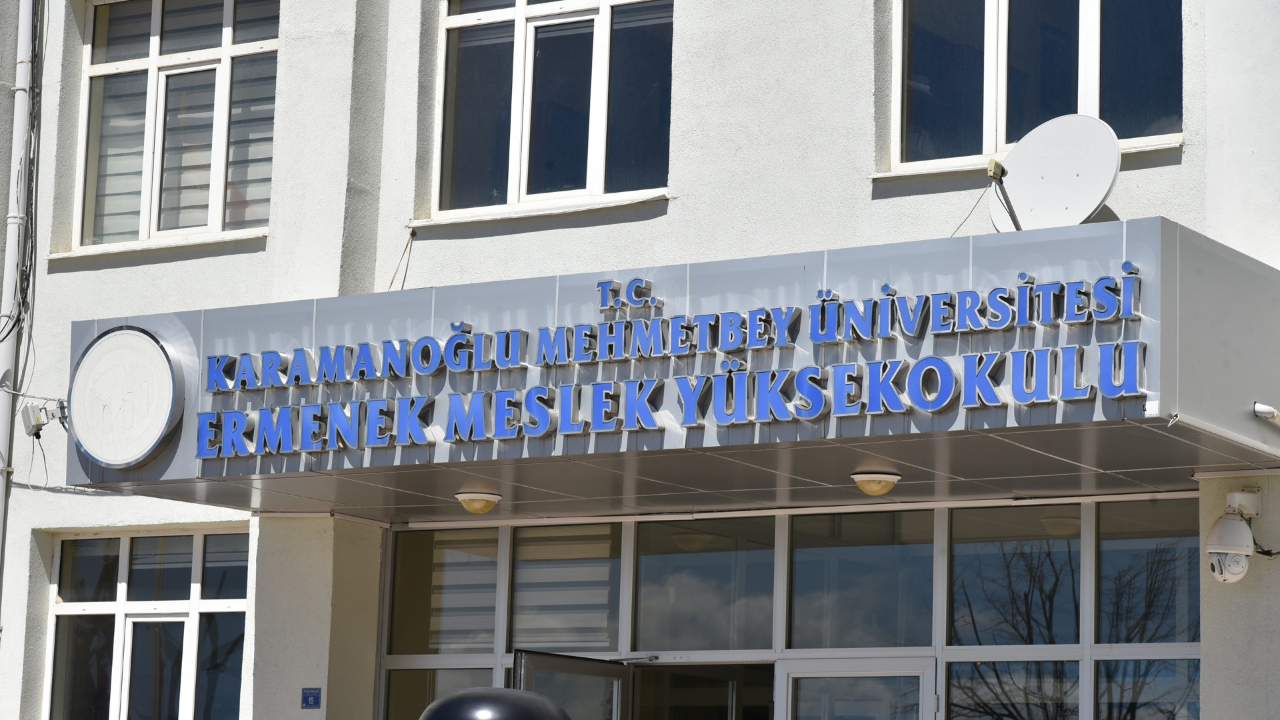 T.C.
KARAMANOĞLU MEHMETBEY ÜNİVERSİTESİ
ERMENEK MESLEK YÜKSEKOKULU